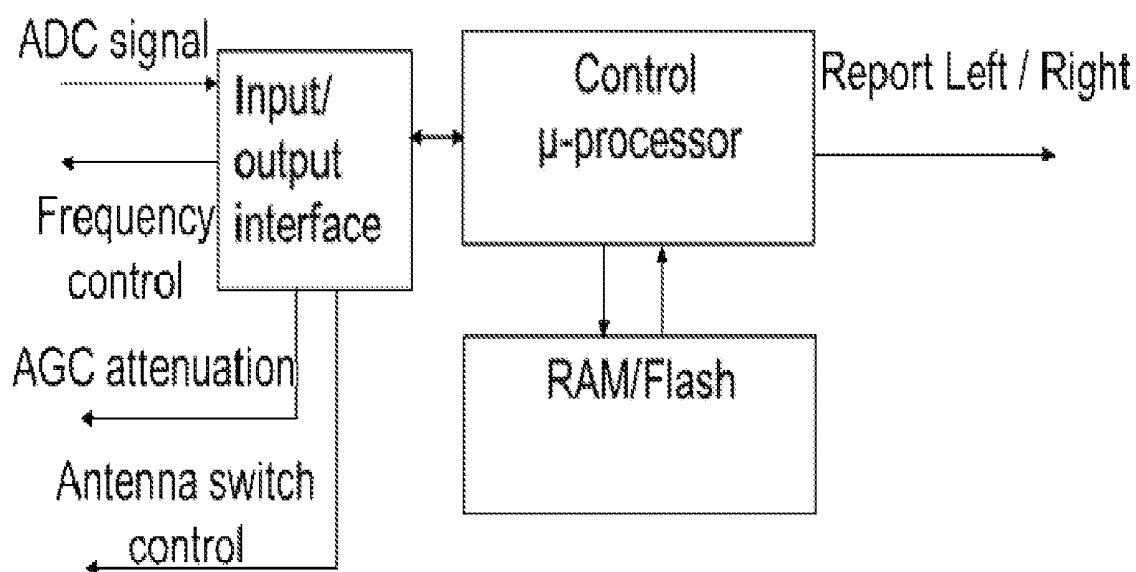 ADC signal
Input/
output
interface
Control
µ-processor
Report Left / Right
Frequency
control
AGC attenuation
RAM/Flash
Antenna switch
control